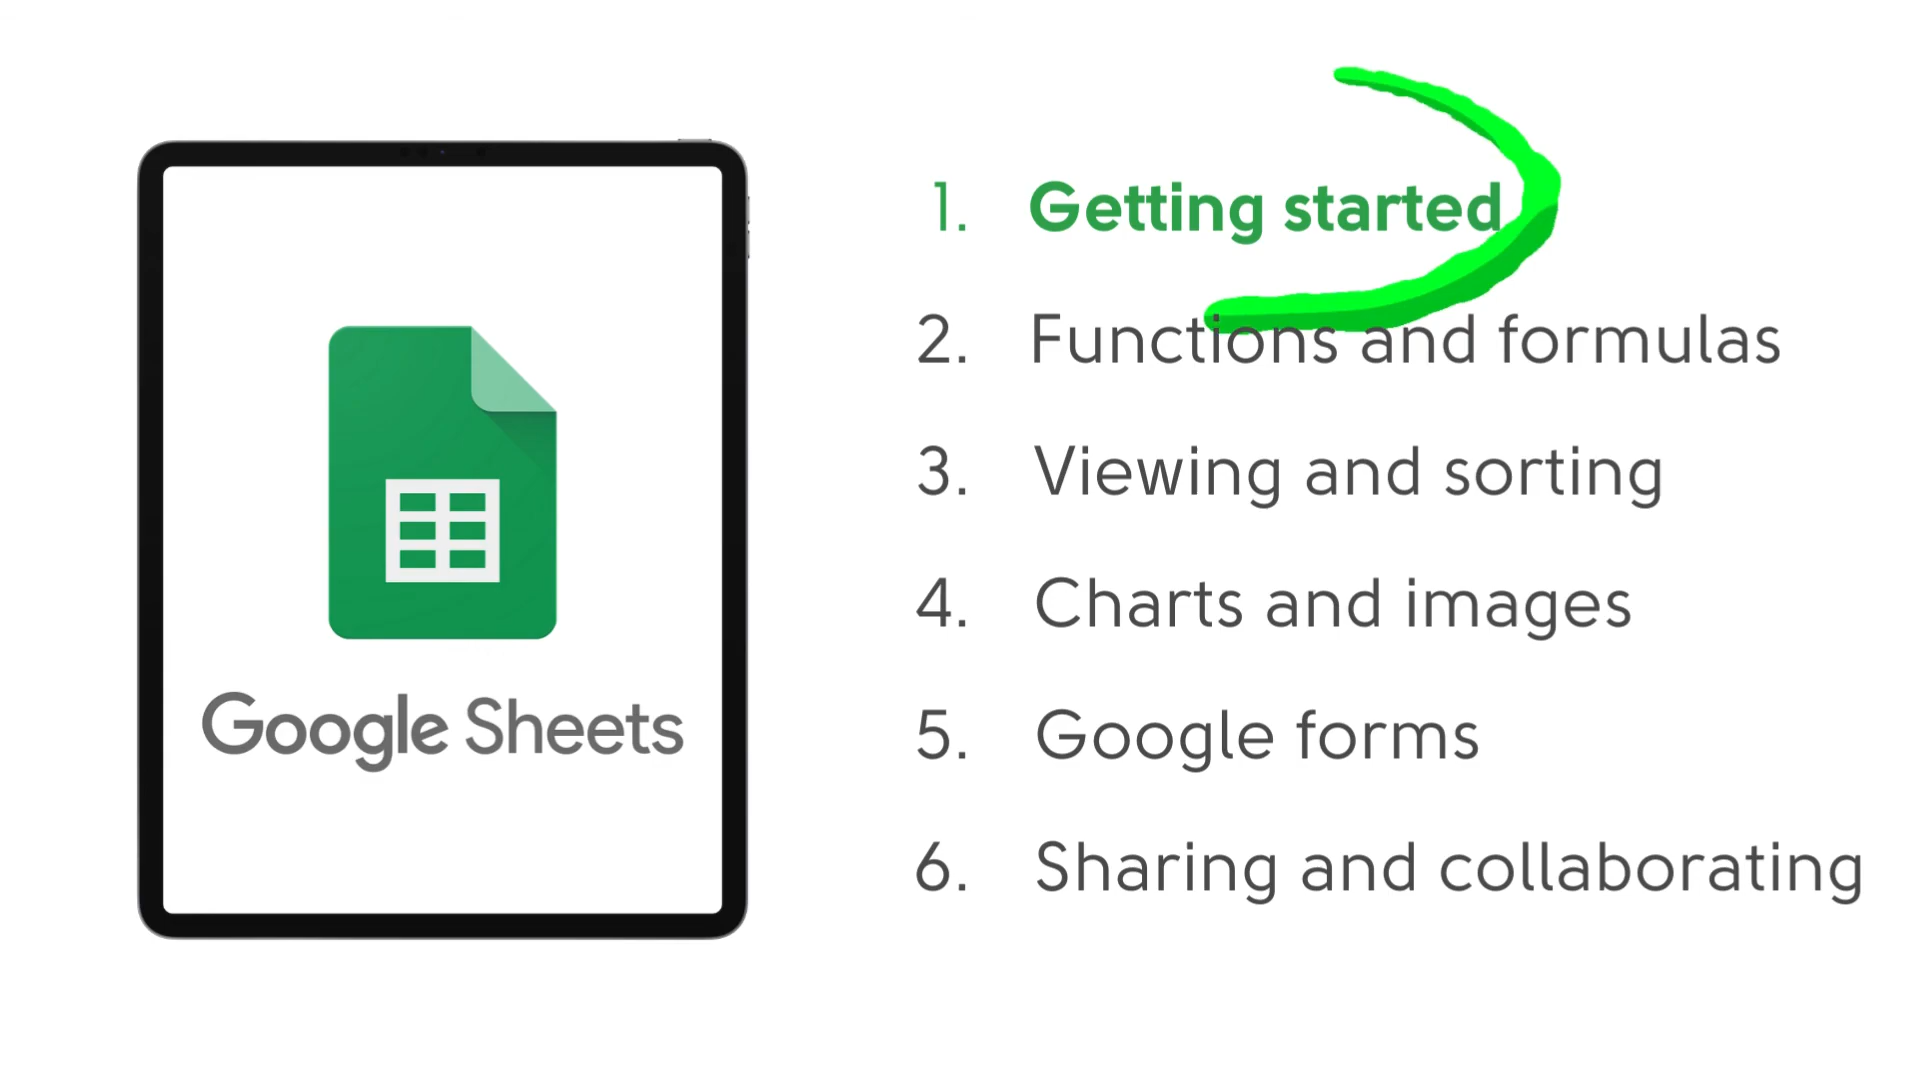 Google Sheets
1. Getting started
2. Functions and formulas
3. Viewing and sorting
4. Charts and images
5. Google forms
6. Sharing and collaborating